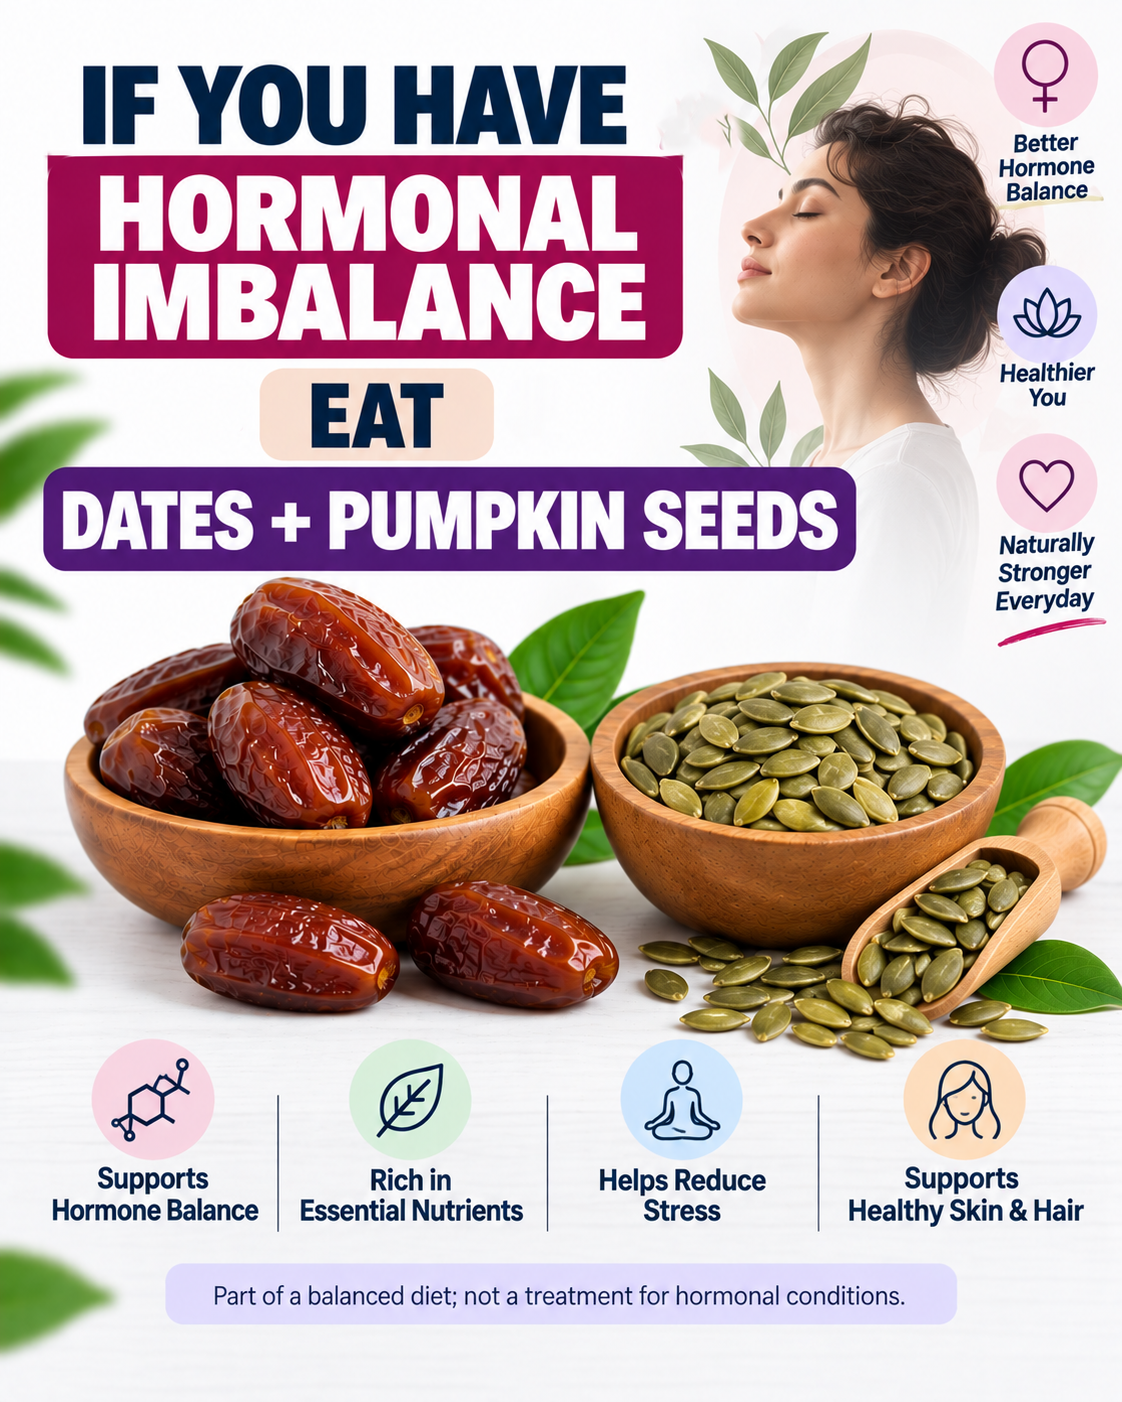 IF YOU HAVE
HORMONAL
IMBALANCE
EAT
DATES + PUMPKIN SEEDS
Better
Hormone
Balance
Healthier
You
Naturally
Stronger
Everyday
Supports
Hormone Balance
Rich in
Essential Nutrients
Helps Reduce
Stress
Supports
Healthy Skin & Hair
Part of a balanced diet; not a treatment for hormonal conditions.